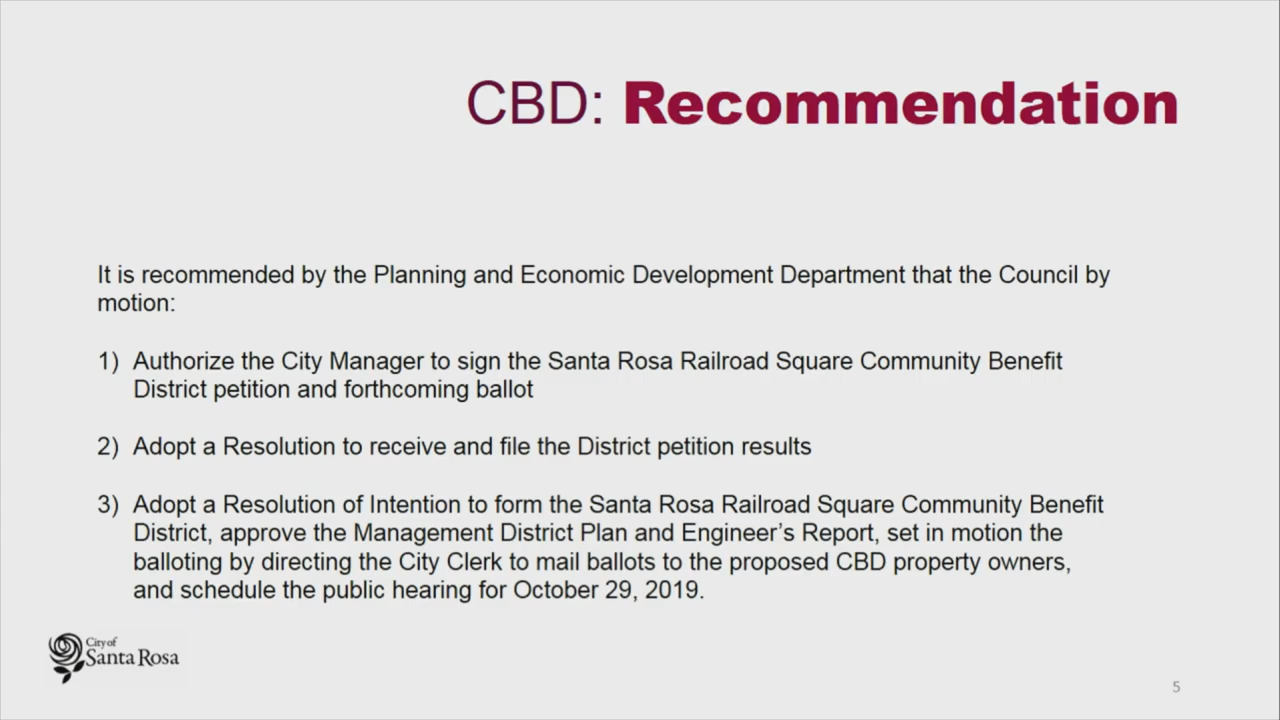 CBD: Recommendation
It is recommended by the Planning and Economic Development Department that the Council by
motion:
1) Authorize the City Manager to sign the Santa Rosa Railroad Square Community Benefit
District petition and forthcoming ballot
2) Adopt a Resolution to receive and file the District petition results
3) Adopt a Resolution of Intention to form the Santa Rosa Railroad Square Community Benefit
District, approve the Management District Plan and Engineer's Report, set in motion the
balloting by directing the City Clerk to mail ballots to the proposed CBD property owners,
and schedule the public hearing for October 29, 2019.
City of
Santa Rosa
5